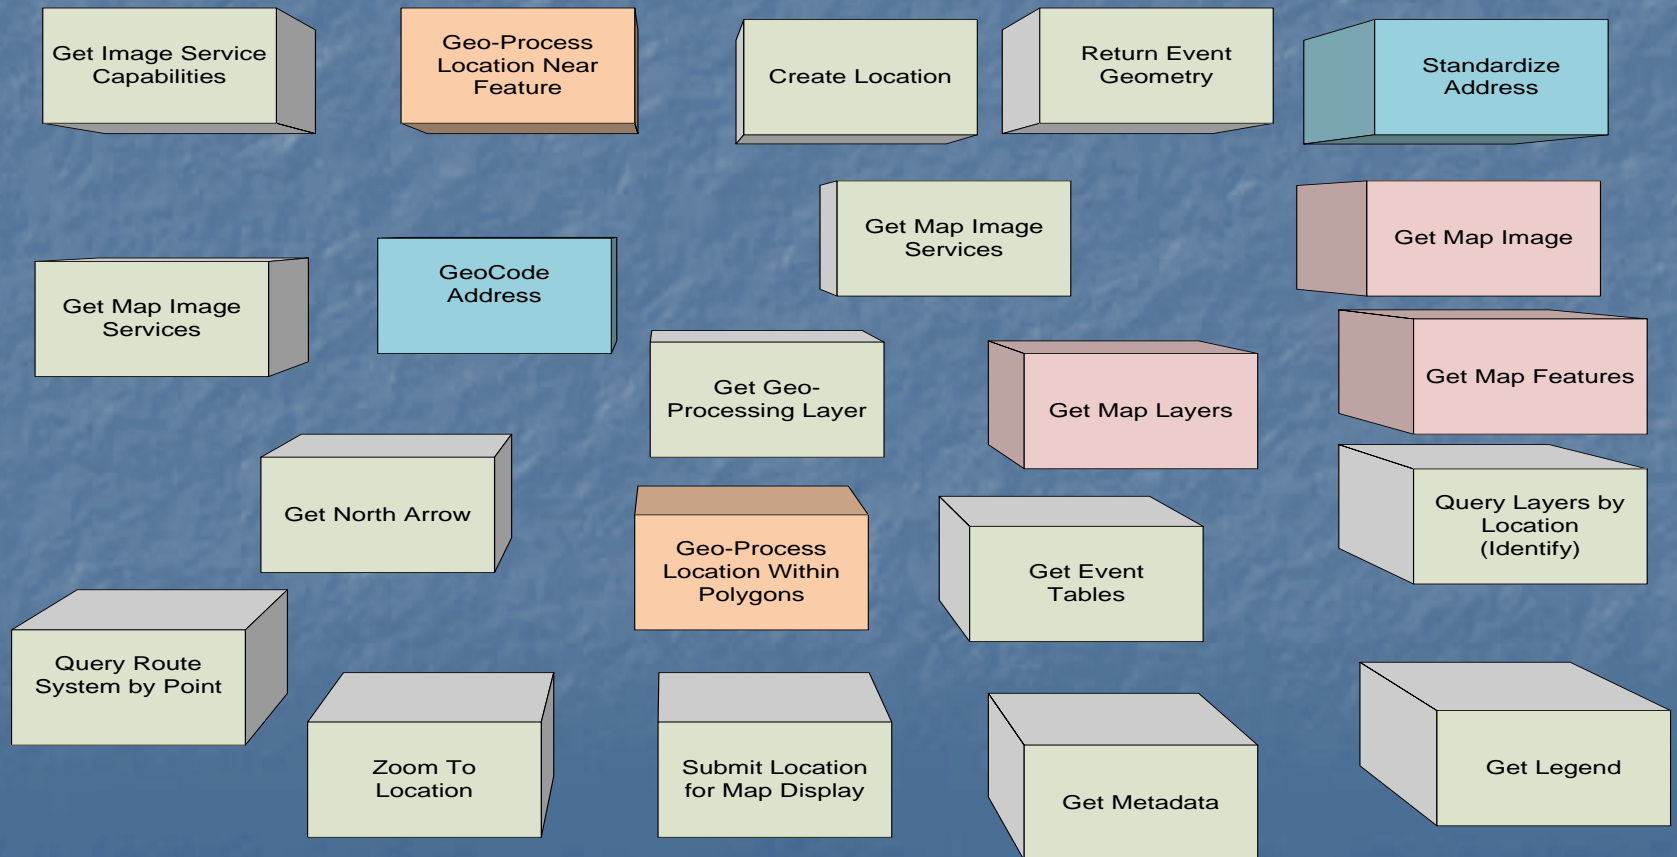 Get Image Service
Capabilities
Geo-Process
Location Near
Feature
Create Location
Return Event
Geometry
Standardize
Address
Get Map Image
Services
Get Map Image
GeoCode
Address
Get Map Image
Services
Get Geo-
Processing Layer
Get Map Layers
Get Map Features
Get North Arrow
Geo-Process
Location Within
Polygons
Get Event
Tables
Query Layers by
Location
(Identify)
Query Route
System by Point
Zoom To
Location
Submit Location
for Map Display
Get Metadata
Get Legend